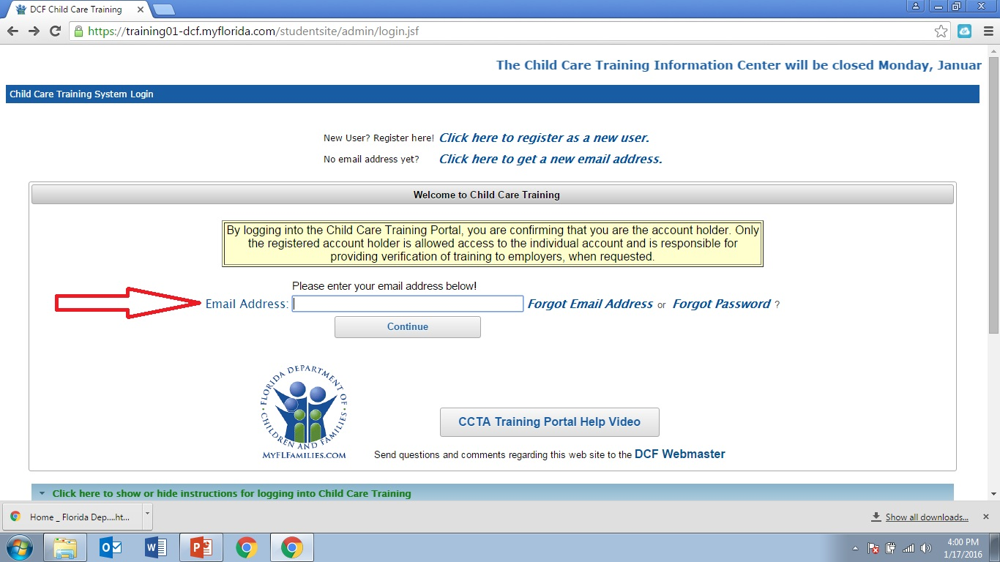 DCF Child Care Training
https://training01-dcf.myflorida.com/studentsite/admin/login.jsf
The Child Care Training Information Center will be closed Monday, Januar
Child Care Training System Login
New User? Register here! Click here to register as a new user.
No email address yet? Click here to get a new email address.
Welcome to Child Care Training
By logging into the Child Care Training Portal, you are confirming that you are the account holder. Only
the registered account holder is allowed access to the individual account and is responsible for
providing verification of training to employers, when requested.
Please enter your email address below!
Email Address: Forgot Email Address or Forgot Password ?
Continue
FLORIDA DEPARTMENT OF CHILDREN AND FAMILIES
MYFLFAMILIES.COM
CCTA Training Portal Help Video
Send questions and comments regarding this web site to the DCF Webmaster
Click here to show or hide instructions for logging into Child Care Training
Home _ Florida Dep....ht...
Show all downloads...
4:00 PM
1/17/2016